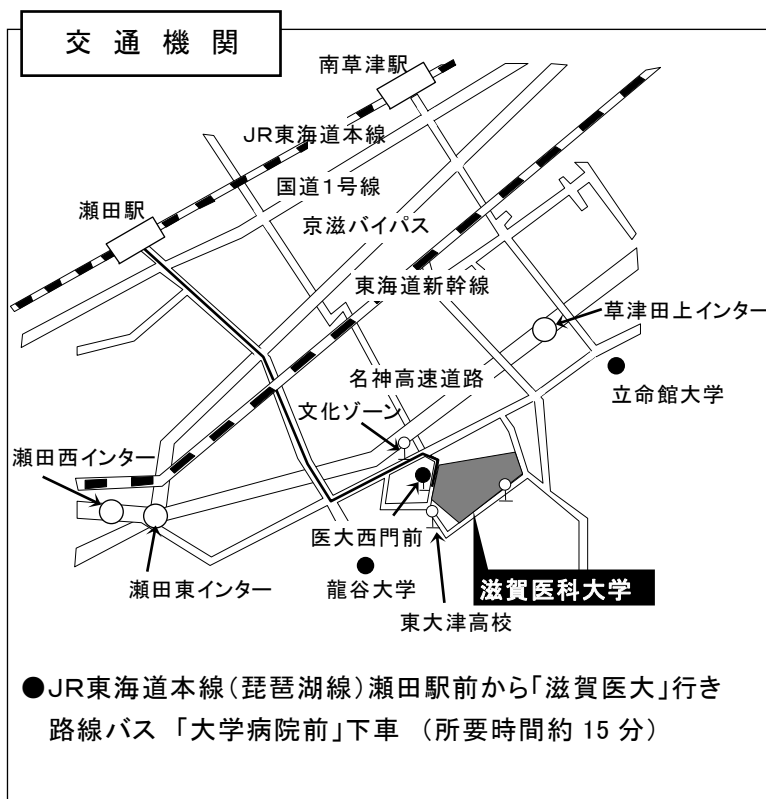 交通機関
南草津駅
JR東海道本線
国道1号線
瀬田駅
京滋バイパス
東海道新幹線
草津田上インター
名神高速道路
立命館大学
文化ゾーン
瀬田西インター
医大西門前
瀬田東インター
龍谷大学
滋賀医科大学
東大津高校
●JR東海道本線(琵琶湖線)瀬田駅前から「滋賀医大」行き
路線バス 「大学病院前」下車 (所要時間約 15 分)